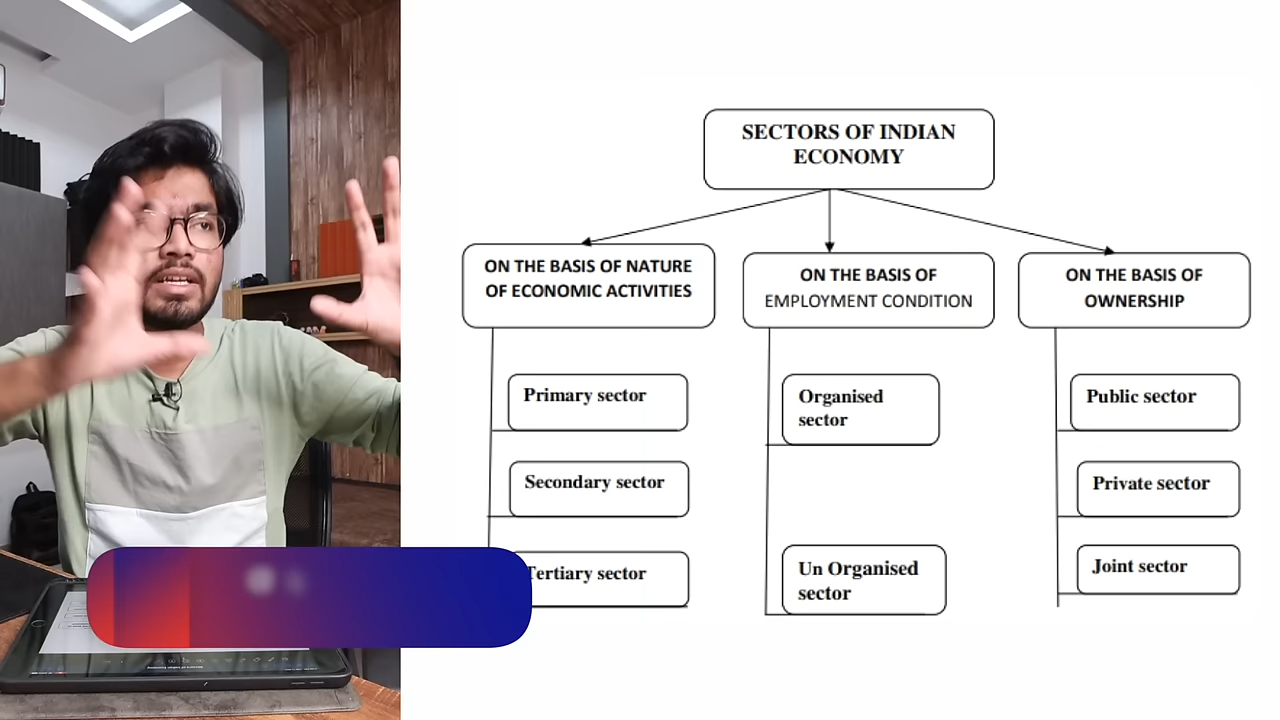 SECTORS OF INDIAN
ECONOMY
ON THE BASIS OF NATURE
OF ECONOMIC ACTIVITIES
Primary sector
Secondary sector
Tertiary sector
ON THE BASIS OF
EMPLOYMENT CONDITION
Organised
sector
Un Organised
sector
ON THE BASIS OF
OWNERSHIP
Public sector
Private sector
Joint sector